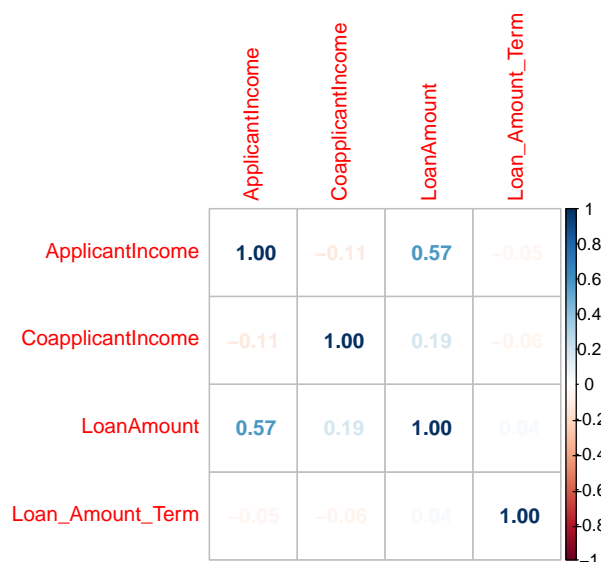 ApplicantIncome
CoapplicantIncome
LoanAmount
Loan_Amount_Term
ApplicantIncome 1.00 −0.11 0.57 −0.05
CoapplicantIncome −0.11 1.00 0.19 −0.06
LoanAmount 0.57 0.19 1.00 0.04
Loan_Amount_Term −0.05 −0.06 0.04 1.00
1
0.8
0.6
0.4
0.2
0
−0.2
−0.4
−0.6
−0.8
−1